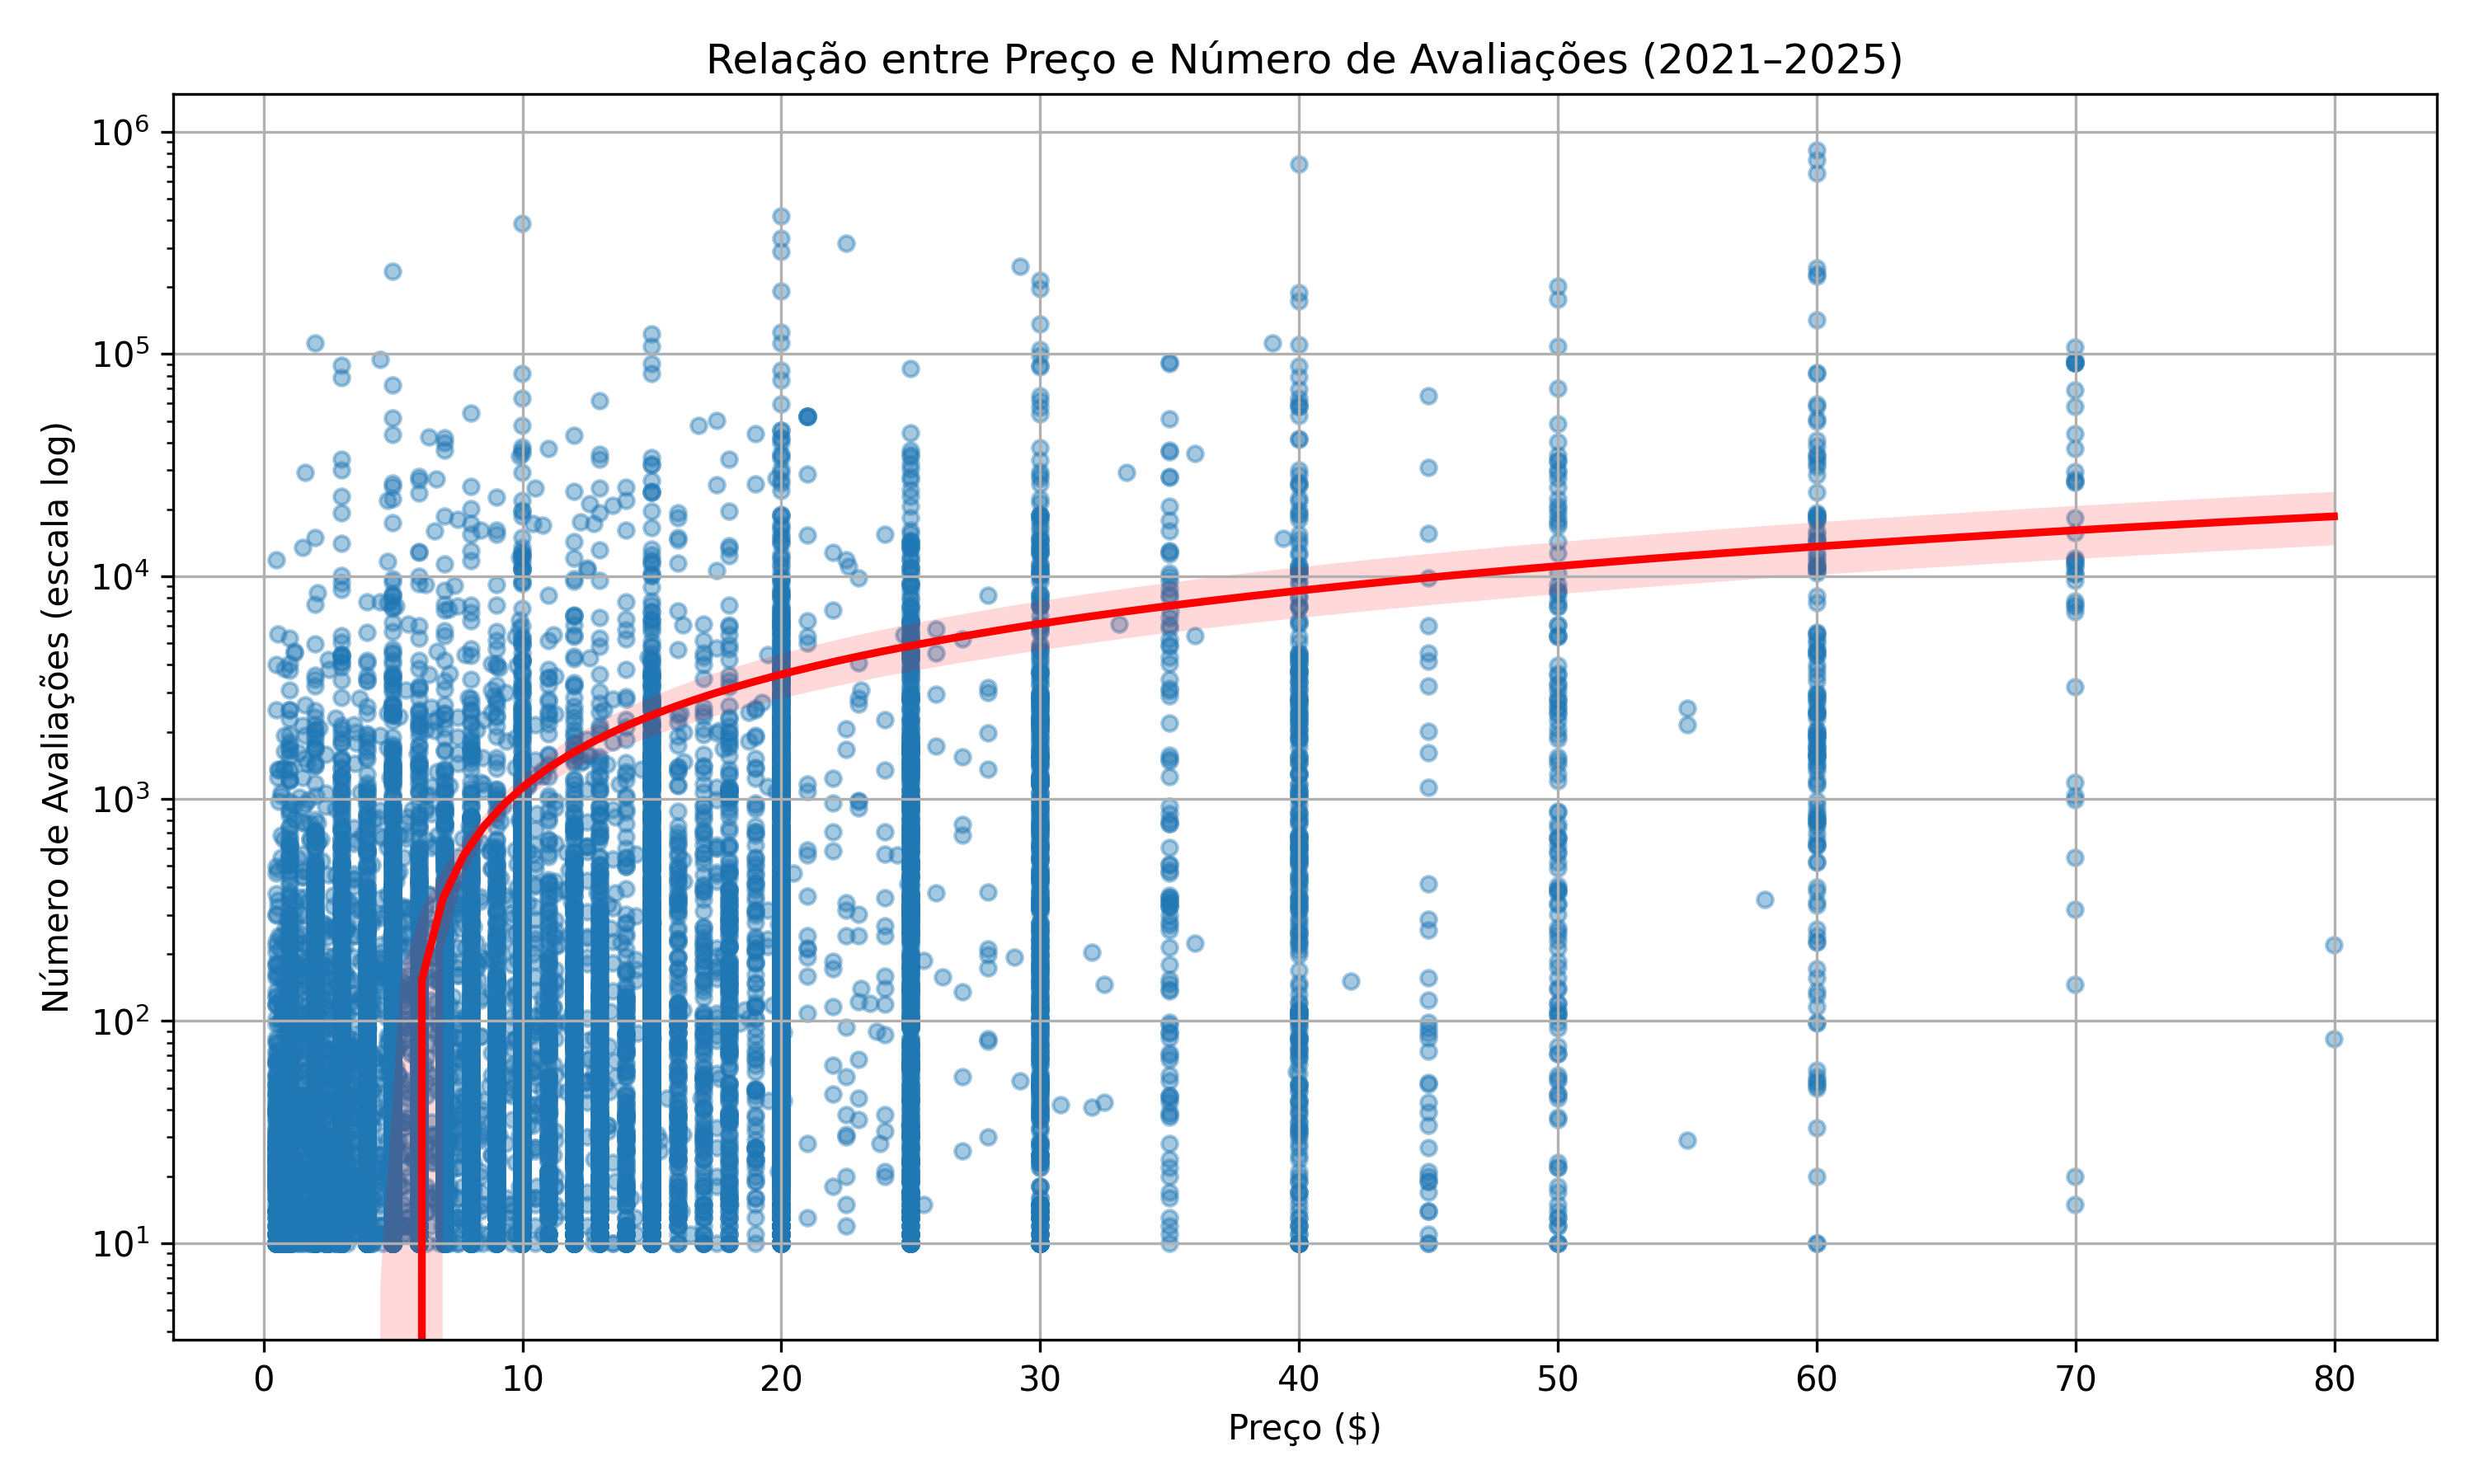 Relação entre Preço e Número de Avaliações (2021–2025)
Número de Avaliações (escala log)
10⁶
10⁵
10⁴
10³
10²
10¹
0 10 20 30 40 50 60 70 80
Preço ($)